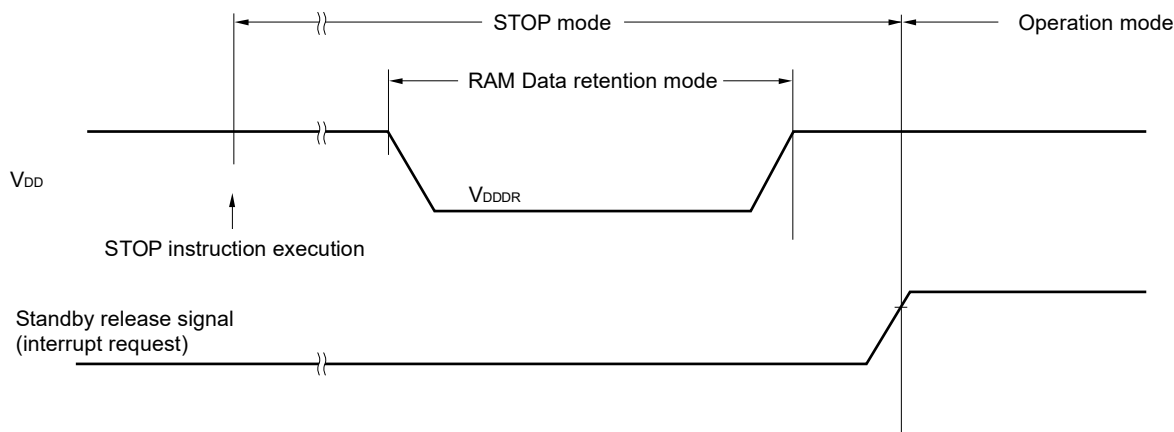 STOP mode
Operation mode
RAM Data retention mode
VDD
VDDDR
STOP instruction execution
Standby release signal
(interrupt request)